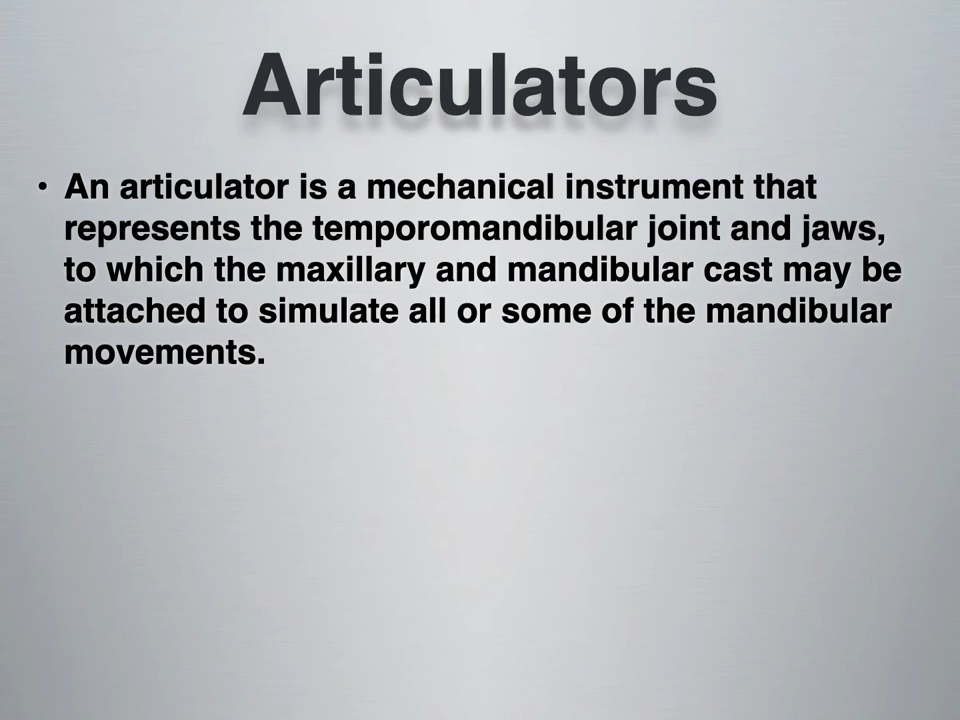 Articulators
• An articulator is a mechanical instrument that
represents the temporomandibular joint and jaws,
to which the maxillary and mandibular cast may be
attached to simulate all or some of the mandibular
movements.